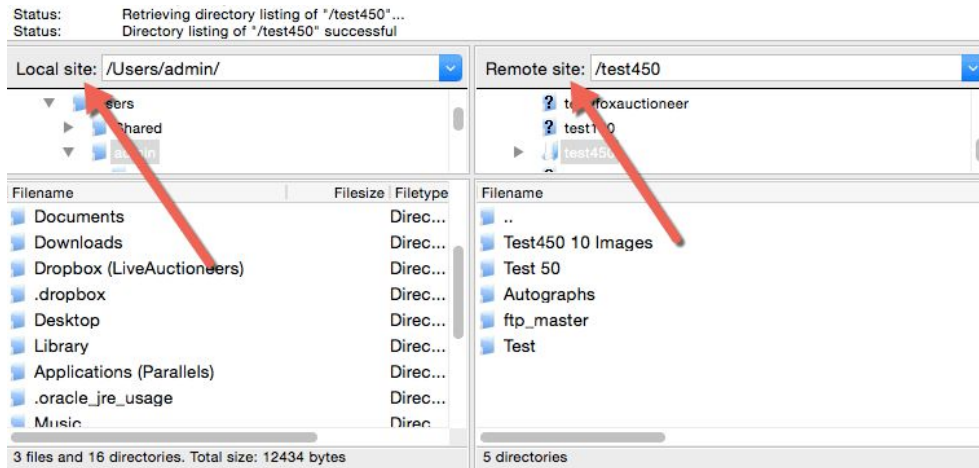 Status: Retrieving directory listing of "/test450"...
Status: Directory listing of "/test450" successful
Local site: /Users/admin/
Remote site: /test450
Shared
admin
test450
Filename Filesize Filetype
Documents Direc...
Downloads Direc...
Dropbox (LiveAuctioneers) Direc...
.dropbox Direc...
Desktop Direc...
Library Direc...
Applications (Parallels) Direc...
.oracle_jre_usage Direc...
Music Direc...
3 files and 16 directories. Total size: 12434 bytes
Filename
..
Test450 10 Images
Test 50
Autographs
ftp_master
Test
5 directories